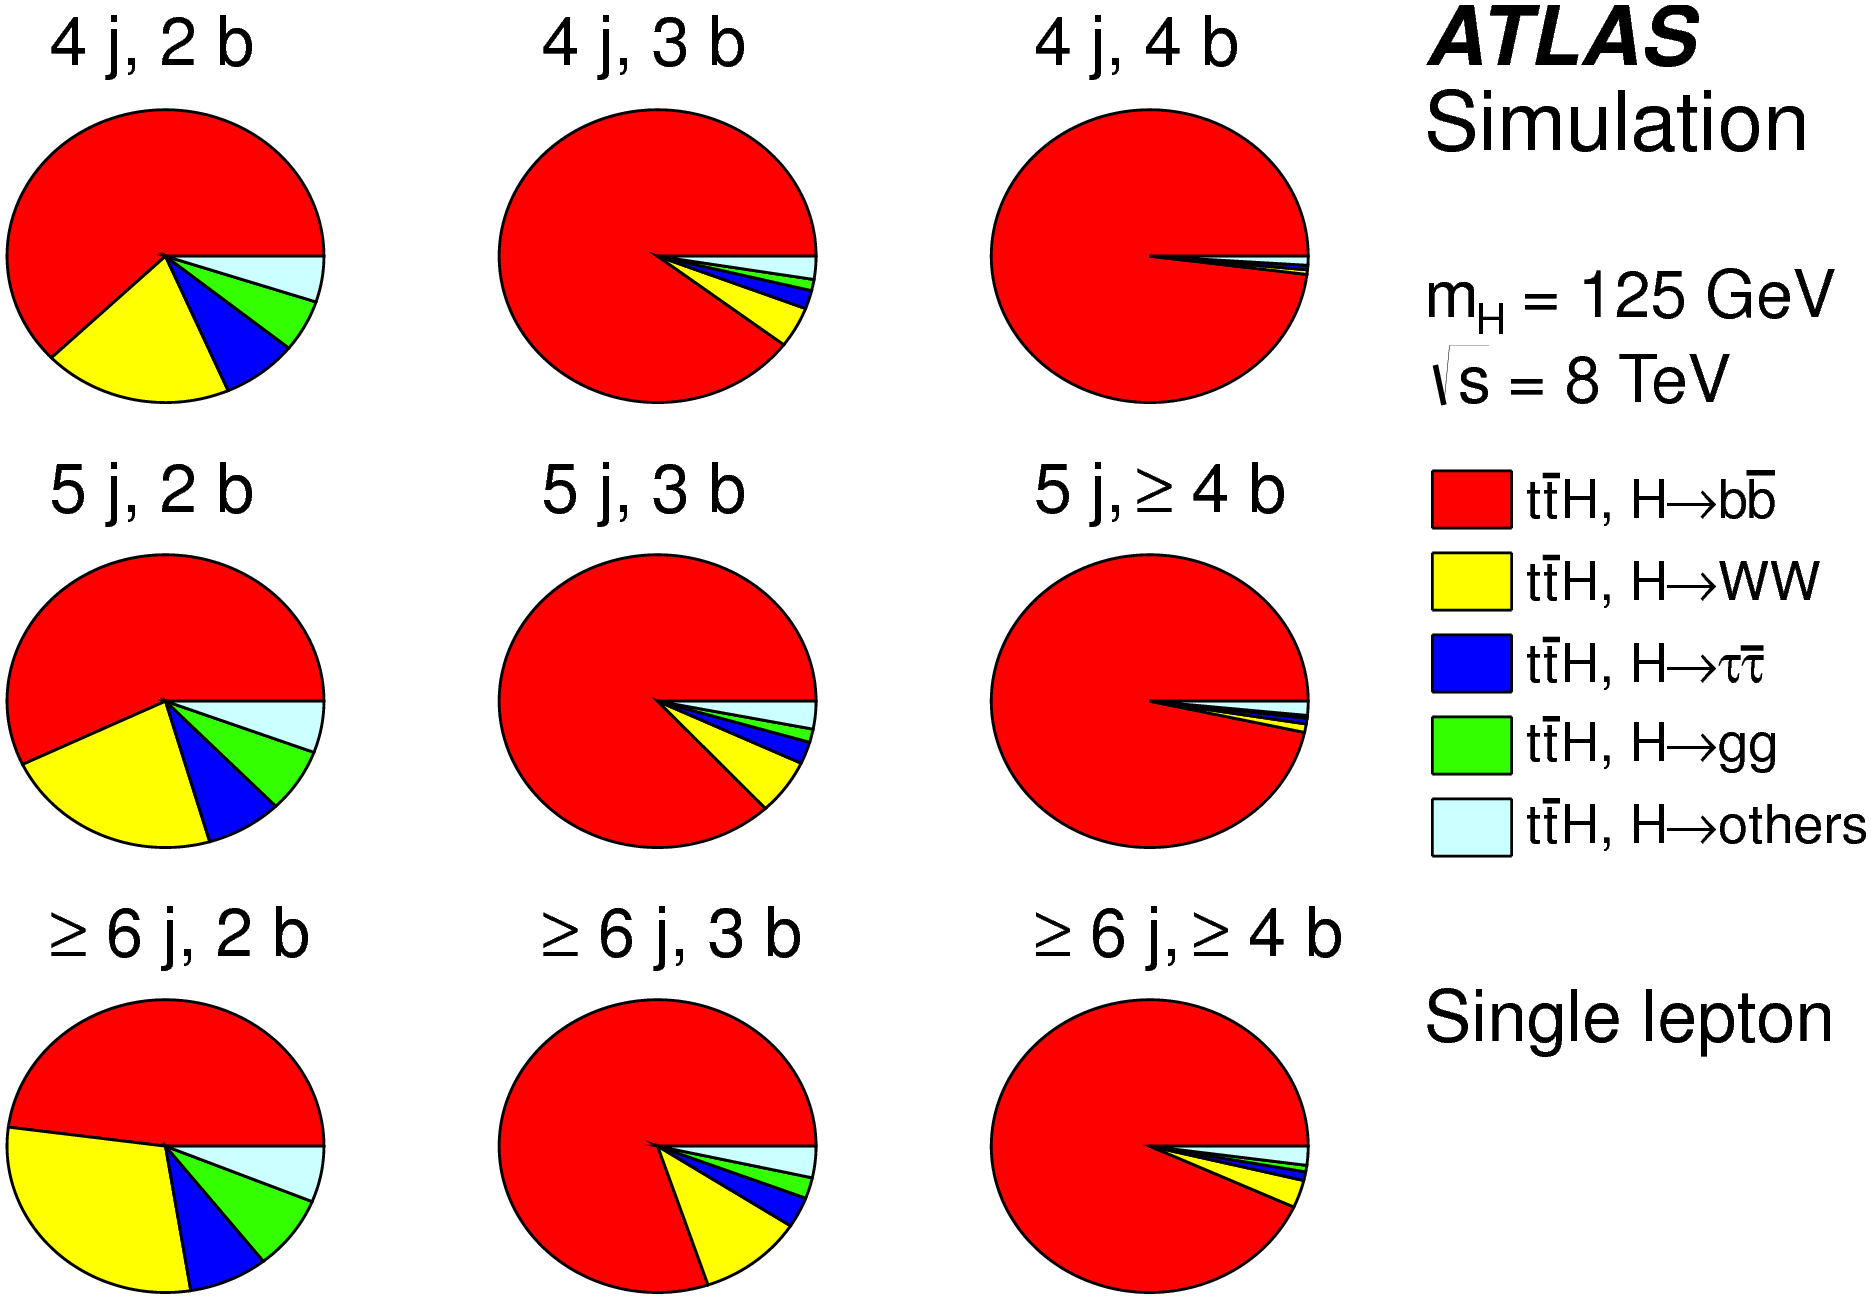 4 j, 2 b
4 j, 3 b
4 j, 4 b
ATLAS
Simulation
m_H = 125 GeV
√s = 8 TeV
5 j, 2 b
5 j, 3 b
5 j, ≥ 4 b
tt̄H, H→bb̄
tt̄H, H→WW
tt̄H, H→ττ̄
tt̄H, H→gg
tt̄H, H→others
≥ 6 j, 2 b
≥ 6 j, 3 b
≥ 6 j, ≥ 4 b
Single lepton